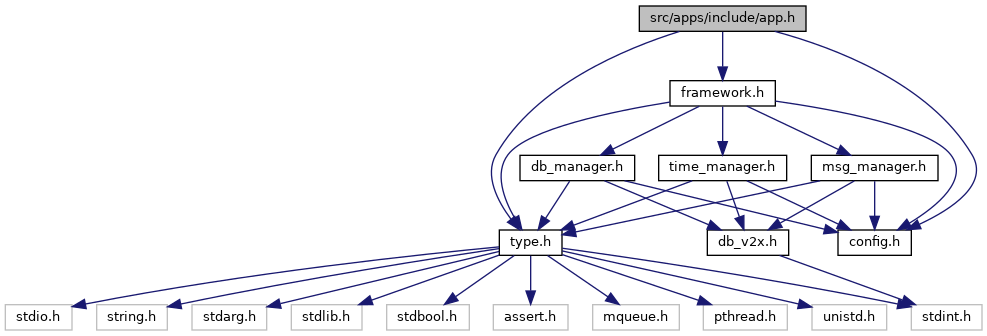 src/apps/include/app.h
framework.h
db_manager.h
time_manager.h
msg_manager.h
type.h
db_v2x.h
config.h
stdio.h
string.h
stdarg.h
stdlib.h
stdbool.h
assert.h
mqueue.h
pthread.h
unistd.h
stdint.h